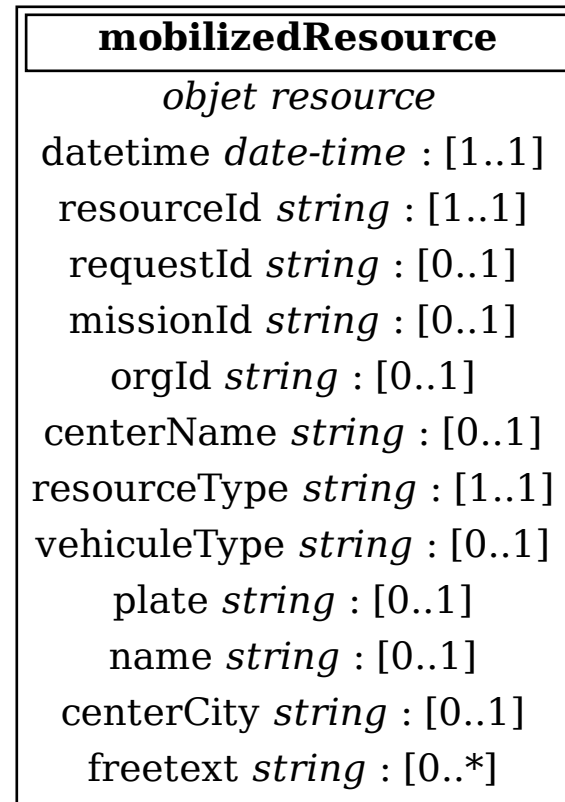 mobilizedResource
objet resource
datetime date-time : [1..1]
resourceId string : [1..1]
requestId string : [0..1]
missionId string : [0..1]
orgId string : [0..1]
centerName string : [0..1]
resourceType string : [1..1]
vehiculeType string : [0..1]
plate string : [0..1]
name string : [0..1]
centerCity string : [0..1]
freetext string : [0..*]